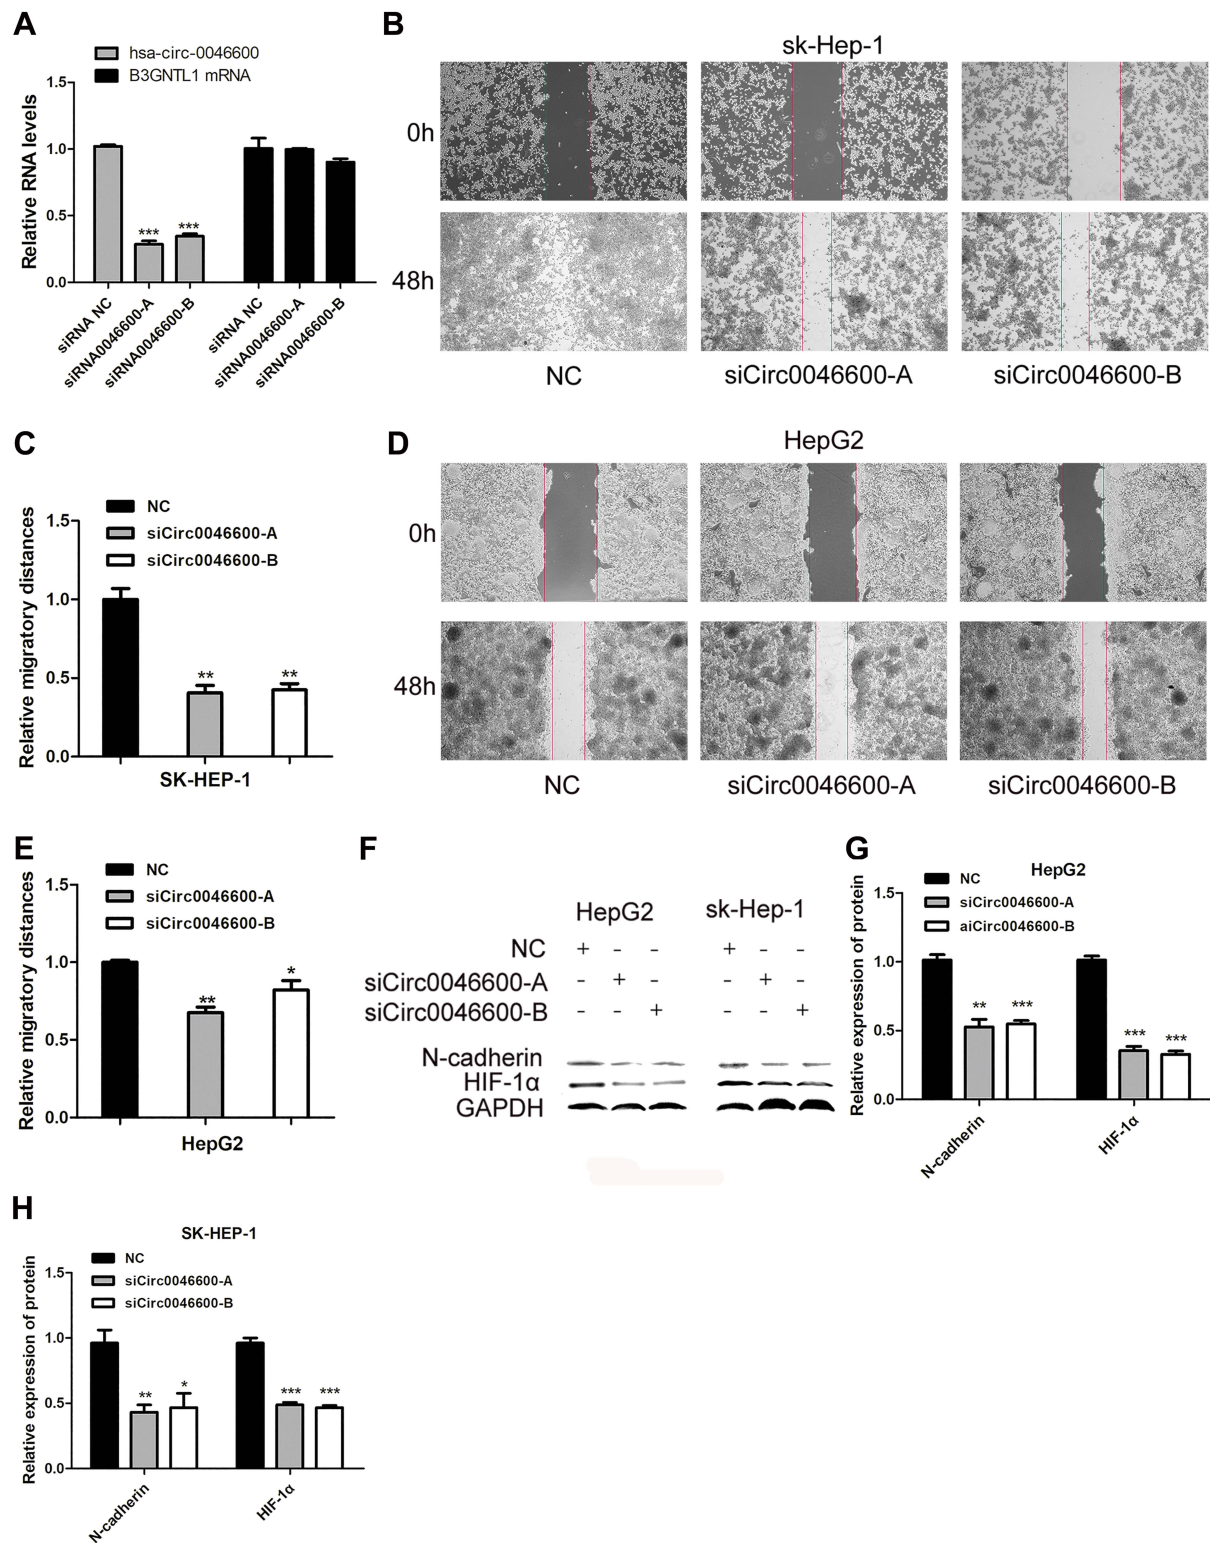 A
hsa-circ-0046600
B3GNTL1 mRNA
Relative RNA levels
1.5
1.0
0.5
0.0
***
***
siRNA NC
siRNA0046600-A
siRNA0046600-B
siRNA NC
siRNA0046600-A
siRNA0046600-B
B
sk-Hep-1
0h
48h
NC
siCirc0046600-A
siCirc0046600-B
C
NC
siCirc0046600-A
siCirc0046600-B
Relative migratory distances
1.5
1.0
0.5
0.0
**
**
SK-HEP-1
D
HepG2
0h
48h
NC
siCirc0046600-A
siCirc0046600-B
E
NC
siCirc0046600-A
siCirc0046600-B
Relative migratory distances
1.5
1.0
0.5
0.0
**
*
HepG2
F
HepG2 sk-Hep-1
NC + - - + - -
siCirc0046600-A - + - - + -
siCirc0046600-B - - + - - +
N-cadherin
HIF-1α
GAPDH
G
HepG2
NC
siCirc0046600-A
aiCirc0046600-B
Relative expression of protein
1.5
1.0
0.5
0.0
**
***
***
***
N-cadherin
HIF-1α
H
SK-HEP-1
NC
siCirc0046600-A
siCirc0046600-B
Relative expression of protein
1.5
1.0
0.5
0.0
**
*
***
***
N-cadherin
HIF-1α